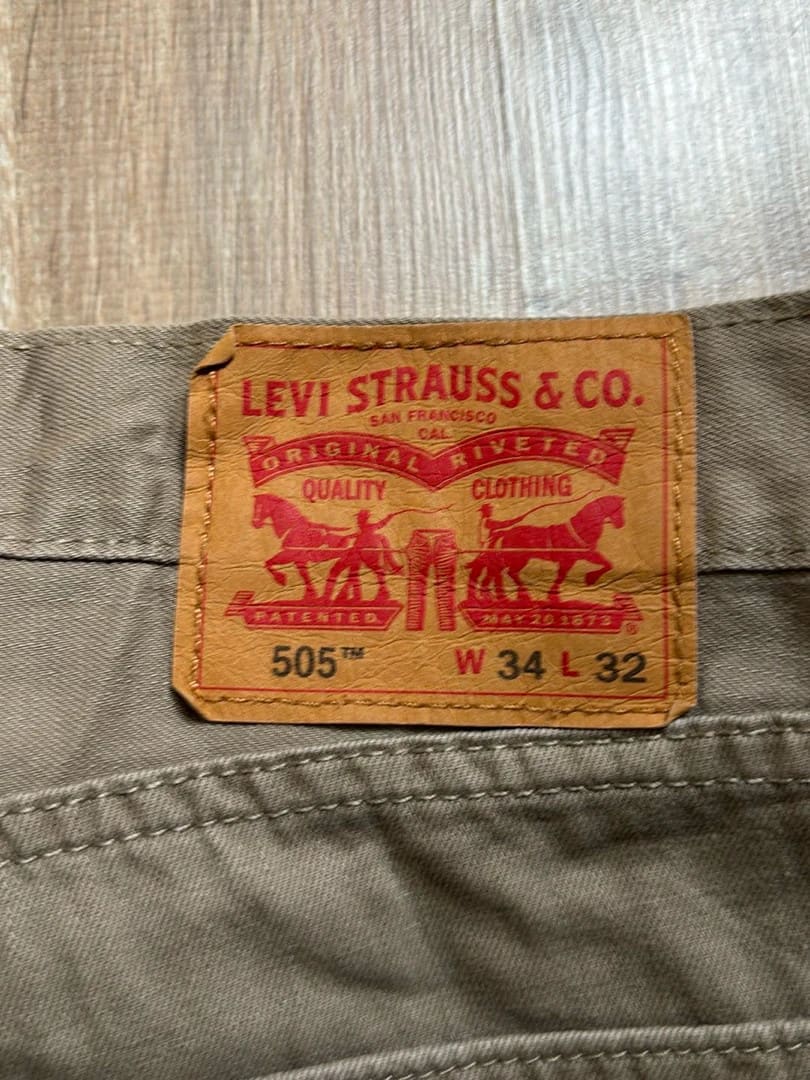 LEVI STRAUSS & CO.
SAN FRANCISCO
CAL.
ORIGINAL RIVETED
QUALITY CLOTHING
PATENTED MAY 20 1873 ®
505™ W 34 L 32